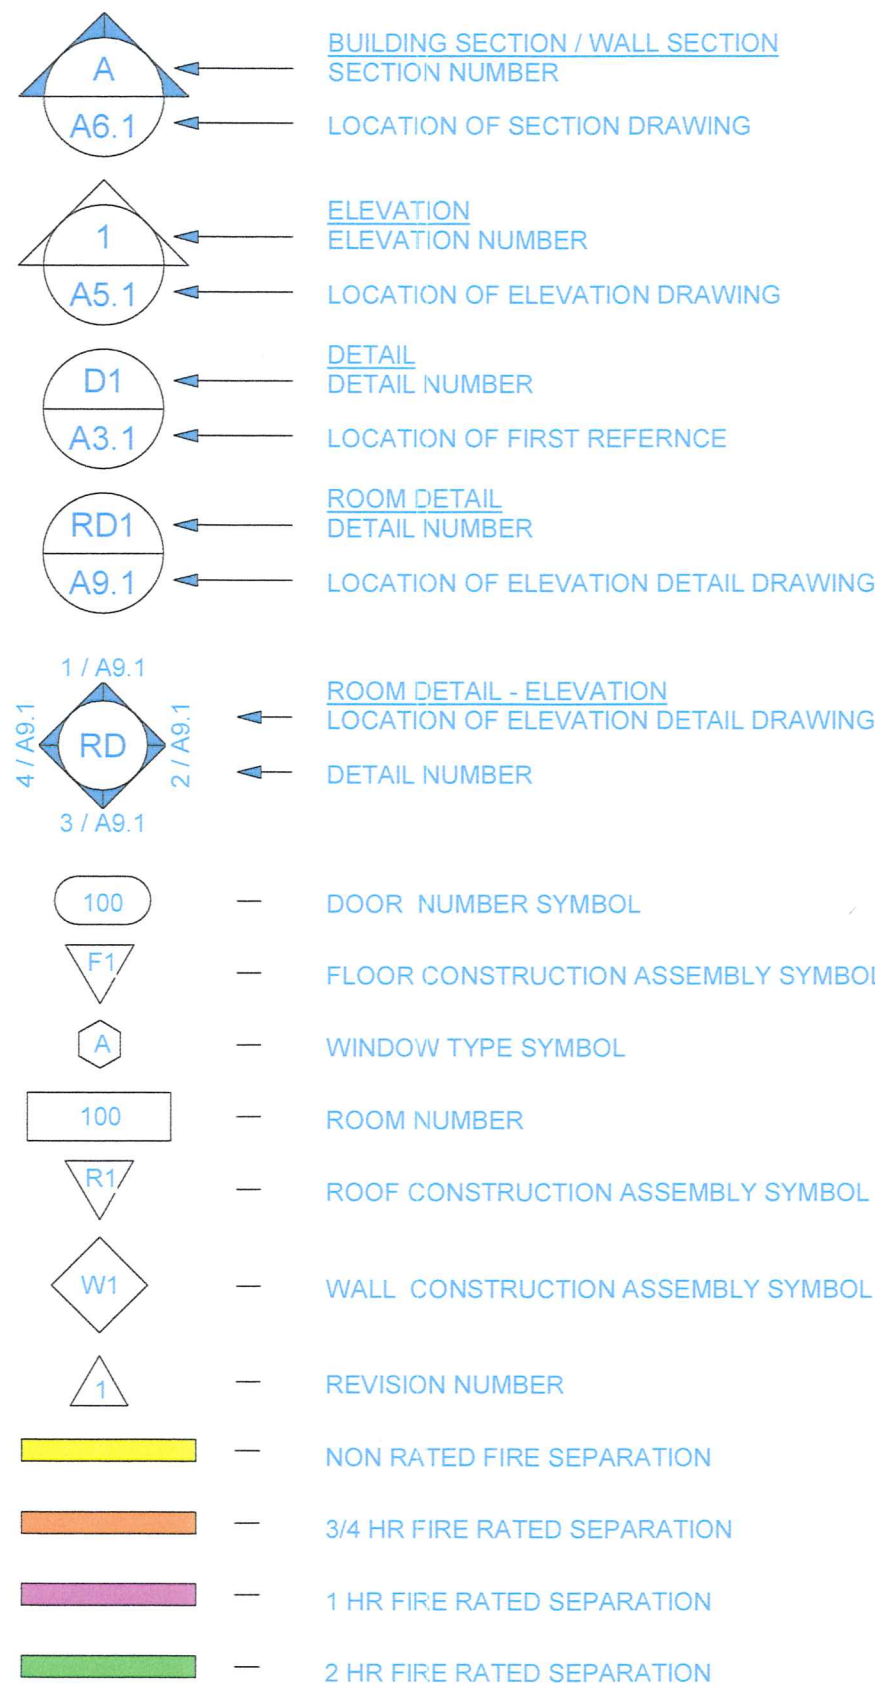 BUILDING SECTION / WALL SECTION
A
SECTION NUMBER
A6.1
LOCATION OF SECTION DRAWING
ELEVATION
1
ELEVATION NUMBER
A5.1
LOCATION OF ELEVATION DRAWING
DETAIL
D1
DETAIL NUMBER
A3.1
LOCATION OF FIRST REFERNCE
ROOM DETAIL
RD1
DETAIL NUMBER
A9.1
LOCATION OF ELEVATION DETAIL DRAWING
1 / A9.1
4 / A9.1
RD
2 / A9.1
3 / A9.1
ROOM DETAIL - ELEVATION
LOCATION OF ELEVATION DETAIL DRAWING
DETAIL NUMBER
100 — DOOR NUMBER SYMBOL
F1 — FLOOR CONSTRUCTION ASSEMBLY SYMBOL
A — WINDOW TYPE SYMBOL
100 — ROOM NUMBER
R1 — ROOF CONSTRUCTION ASSEMBLY SYMBOL
W1 — WALL CONSTRUCTION ASSEMBLY SYMBOL
1 — REVISION NUMBER
— NON RATED FIRE SEPARATION
— 3/4 HR FIRE RATED SEPARATION
— 1 HR FIRE RATED SEPARATION
— 2 HR FIRE RATED SEPARATION